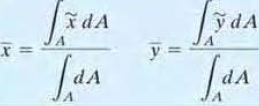 x̄ = ∫_A x̃ dA / ∫_A dA    ȳ = ∫_A ỹ dA / ∫_A dA